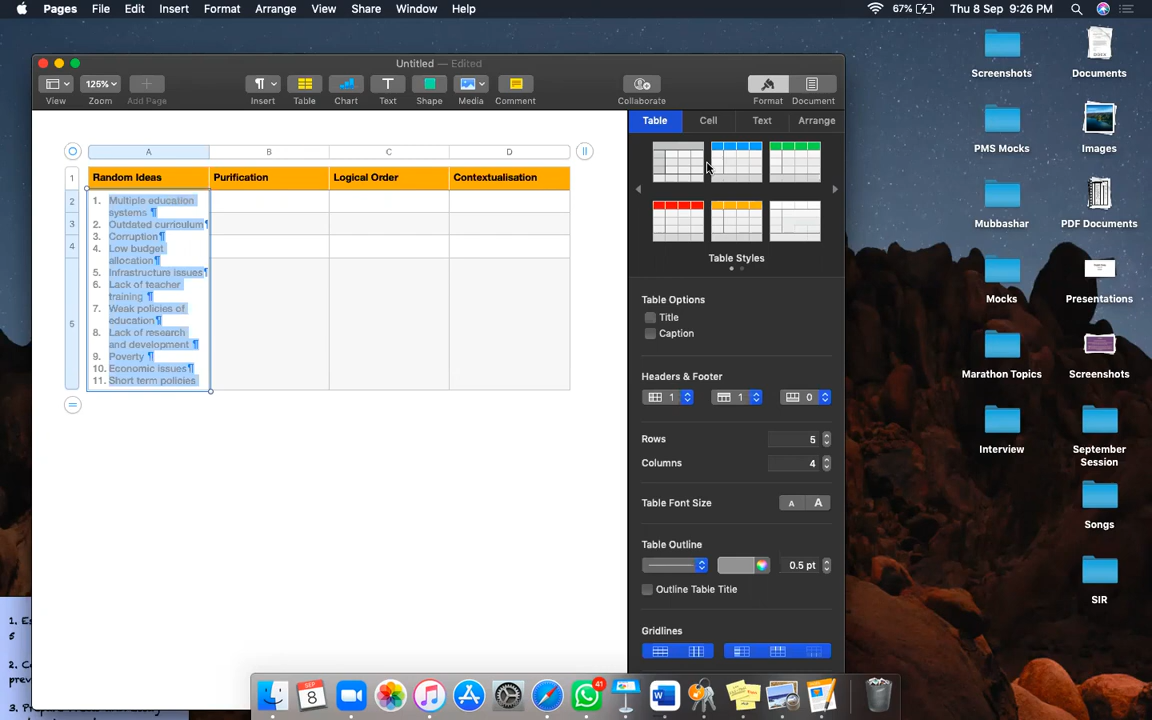 Pages File Edit Insert Format Arrange View Share Window Help 67% Thu 8 Sep 9:26 PM
Untitled — Edited
125%
View Zoom Add Page Insert Table Chart Text Shape Media Comment Collaborate Format Document
Table Cell Text Arrange
A B C D
1 Random Ideas Purification Logical Order Contextualisation
2
3
4
5
1. Multiple education
systems ¶
2. Outdated curriculum¶
3. Corruption¶
4. Low budget
allocation¶
5. Infrastructure issues¶
6. Lack of teacher
training ¶
7. Weak policies of
education¶
8. Lack of research
and development ¶
9. Poverty ¶
10. Economic issues¶
11. Short term policies
Table Styles
Table Options
Title
Caption
Headers & Footer
1 1 0
Rows 5
Columns 4
Table Font Size A A
Table Outline
0.5 pt
Outline Table Title
Gridlines
Screenshots Documents
PMS Mocks Images
Mubbashar PDF Documents
Mocks Presentations
Marathon Topics Screenshots
Interview September
Session
Songs
SIR
5
3.
SEP
8
41